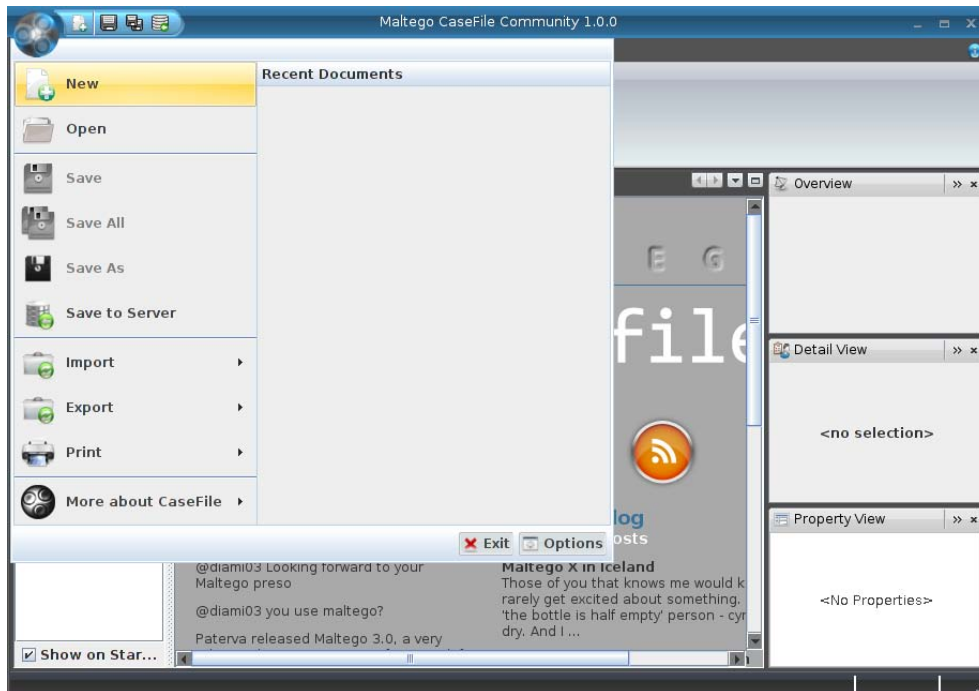 Maltego CaseFile Community 1.0.0
Recent Documents
New
Open
Save
Save All
Save As
Save to Server
Import
Export
Print
More about CaseFile
Exit
Options
E G
file
log
osts
@diami03 Looking forward to your
Maltego preso
@diami03 you use maltego?
Paterva released Maltego 3.0, a very
Maltego X in Iceland
Those of you that knows me would k
rarely get excited about something.
'the bottle is half empty' person - cyr
dry. And I ...
Show on Star...
Overview
Detail View
<no selection>
Property View
<No Properties>